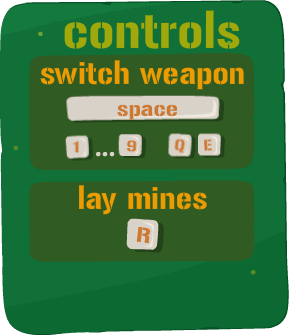 controls
switch weapon
space
1 ... 9 Q E
lay mines
R